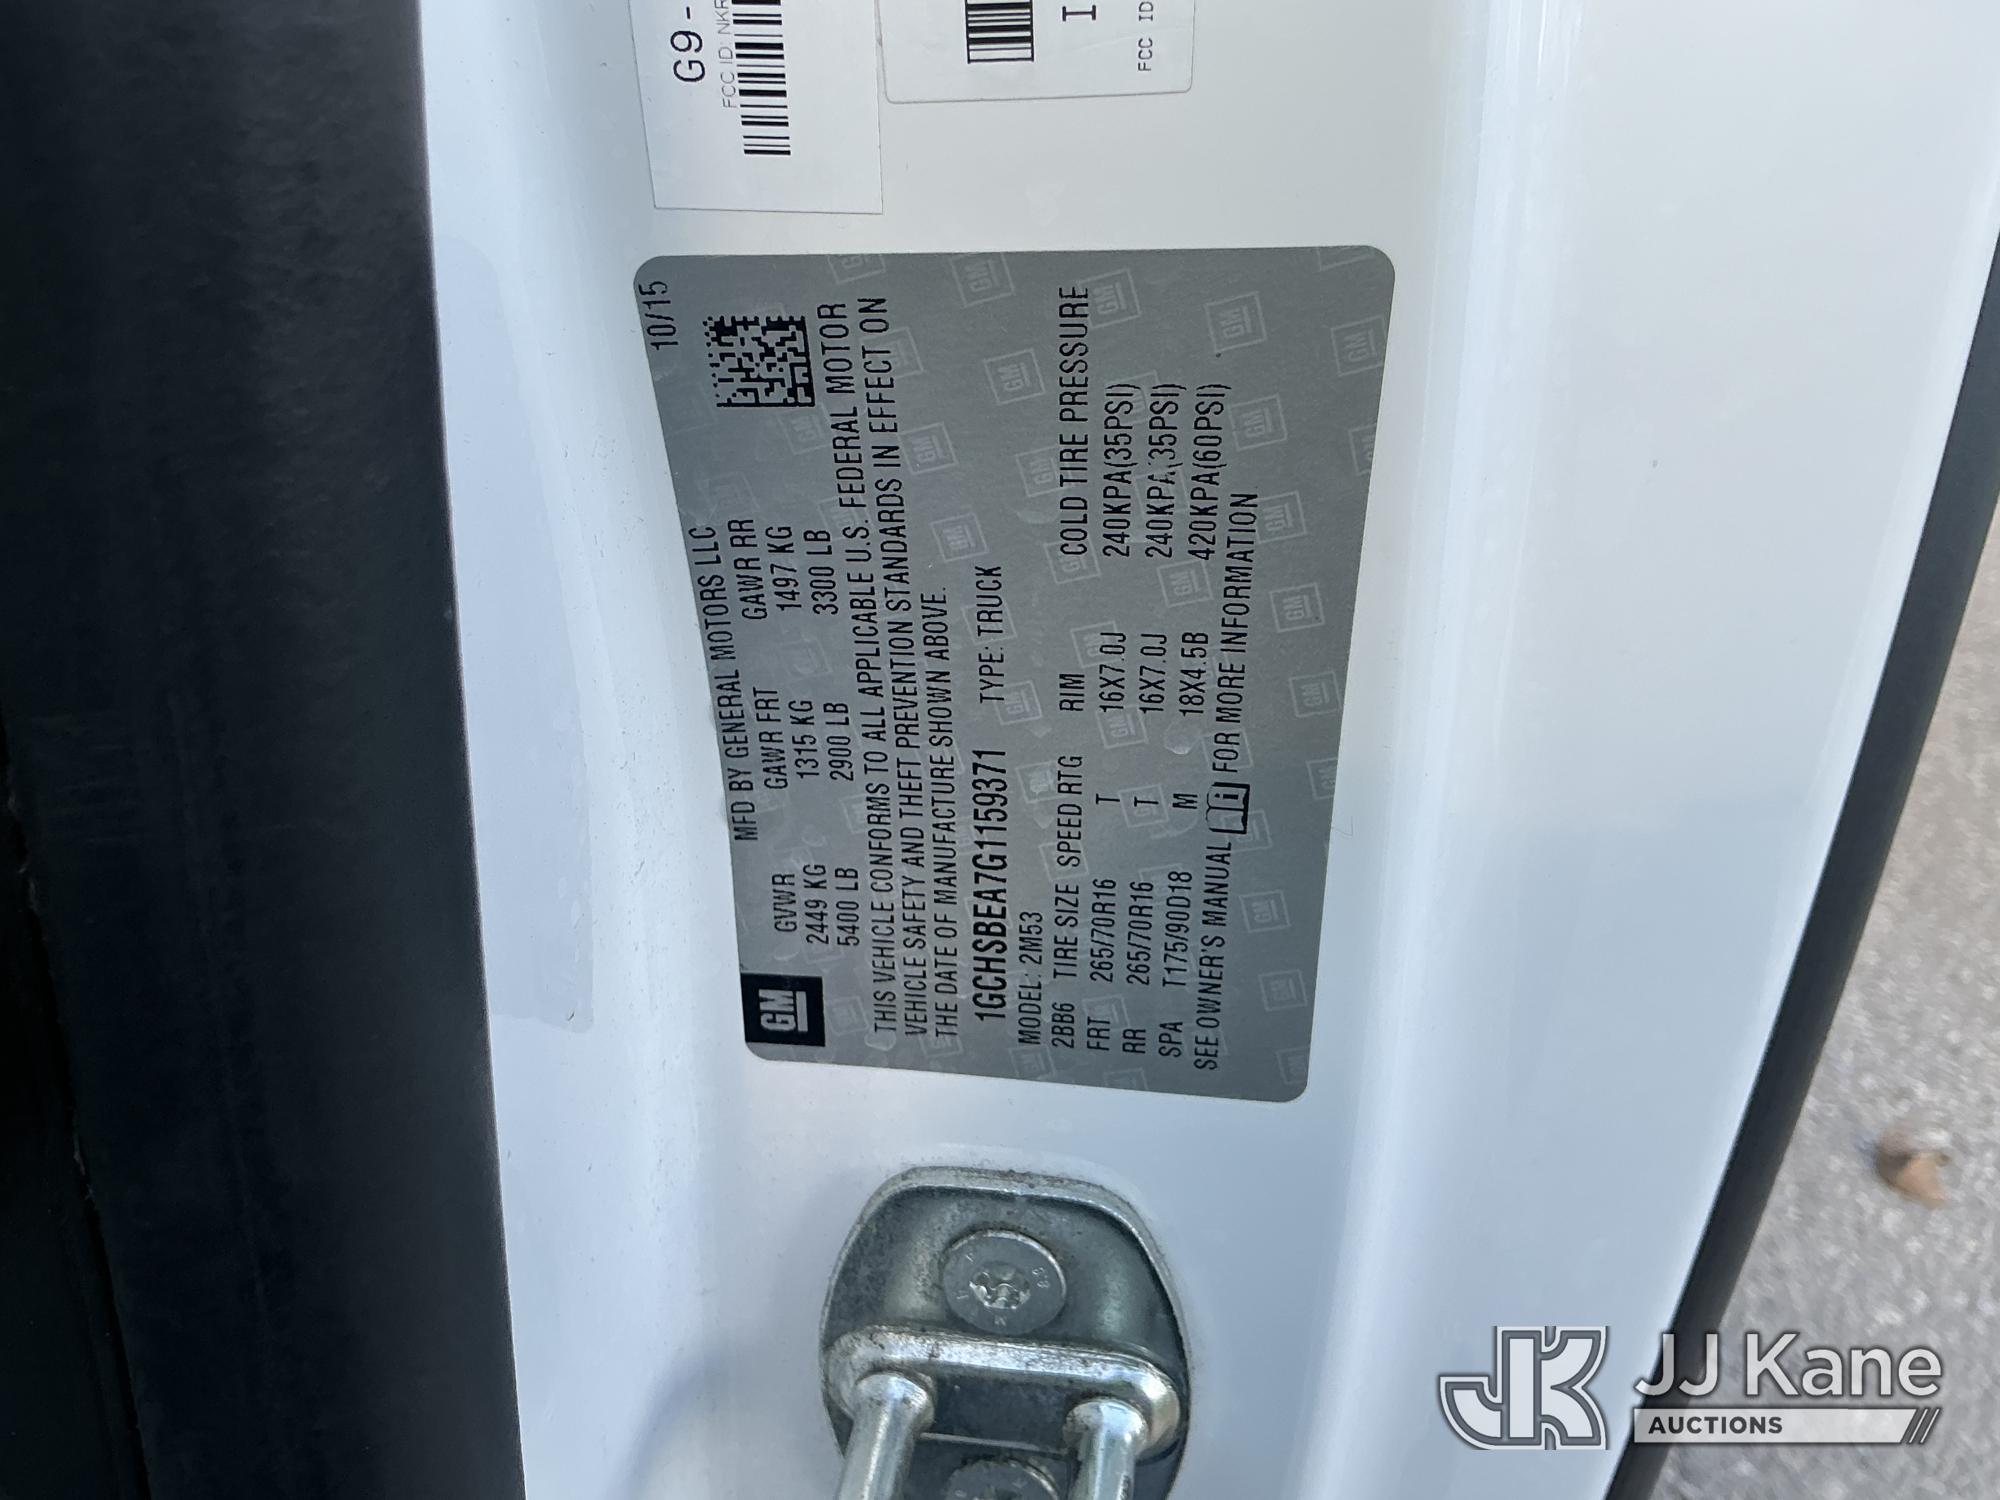 G9-
FCC ID: NKR
I
FCC ID
10/15
MFD BY GENERAL MOTORS LLC
GVWR GAWR FRT GAWR RR
2449 KG 1315 KG 1497 KG
5400 LB 2900 LB 3300 LB
GM
THIS VEHICLE CONFORMS TO ALL APPLICABLE U.S. FEDERAL MOTOR
VEHICLE SAFETY AND THEFT PREVENTION STANDARDS IN EFFECT ON
THE DATE OF MANUFACTURE SHOWN ABOVE.
1GCHSBEA7G1159371 TYPE: TRUCK
MODEL: 2M53
2BB6 TIRE SIZE SPEED RTG RIM COLD TIRE PRESSURE
FRT 265/70R16 T 16X7.0J 240KPA(35PSI)
RR 265/70R16 T 16X7.0J 240KPA(35PSI)
SPA T175/90D18 M 18X4.5B 420KPA(60PSI)
SEE OWNER'S MANUAL i FOR MORE INFORMATION
JK JJ Kane
AUCTIONS